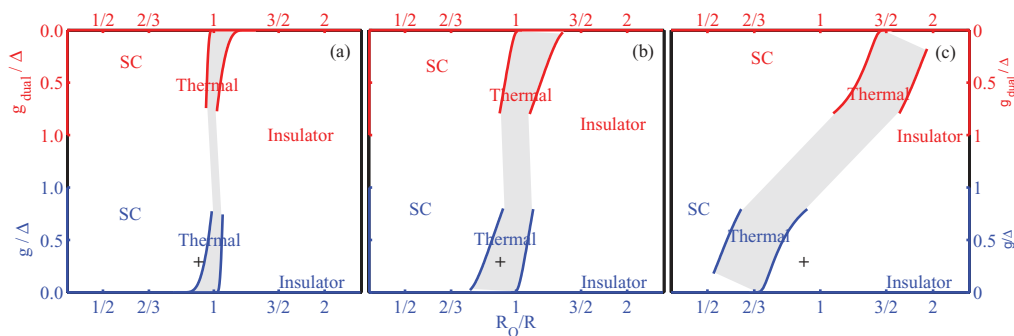 1/2 2/3 1 3/2 2 1/2 2/3 1 3/2 2 1/2 2/3 1 3/2 2
0.0 (a) (b) (c) 0
SC SC SC
g dual / Δ 0.5 Thermal Thermal Thermal 0.5 g dual / Δ
1.0 Insulator Insulator Insulator 1
1.0 1
SC SC SC
g / Δ 0.5 Thermal Thermal Thermal 0.5 g/Δ
+ + +
Insulator Insulator Insulator
0.0 0
1/2 2/3 1 3/2 2 1/2 2/3 1 3/2 2 1/2 2/3 1 3/2 2
R_Q/R